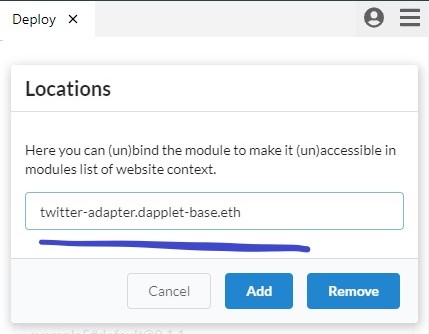 Deploy ×
Locations
Here you can (un)bind the module to make it (un)accessible in
modules list of website context.
twitter-adapter.dapplet-base.eth
Cancel Add Remove